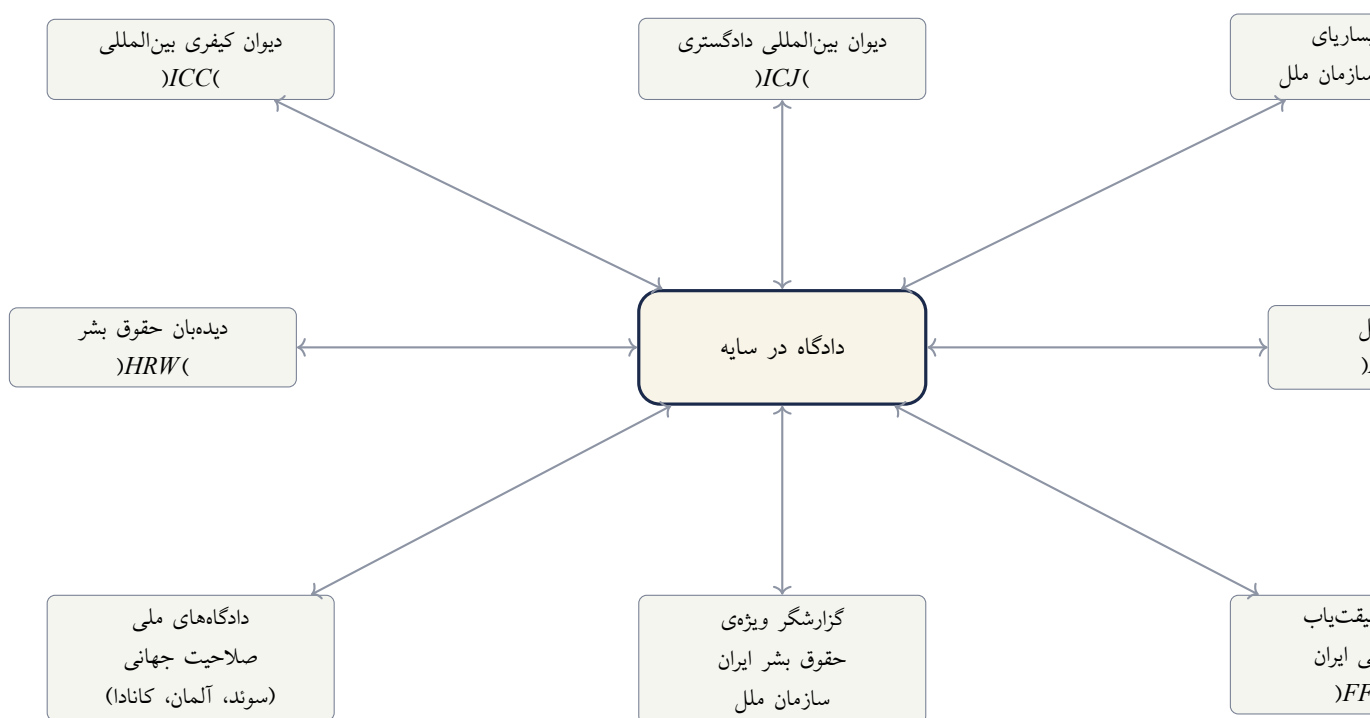 سازمان ملل
دیوان بین‌المللی دادگستری
)ICJ(
دیوان کیفری بین‌المللی
)ICC(
دادگاه در سایه
دیده‌بان حقوق بشر
)HRW(
ایران
گزارشگر ویژه‌ی
حقوق بشر ایران
سازمان ملل
دادگاه‌های ملی
صلاحیت جهانی
(سوئد، آلمان، کانادا)